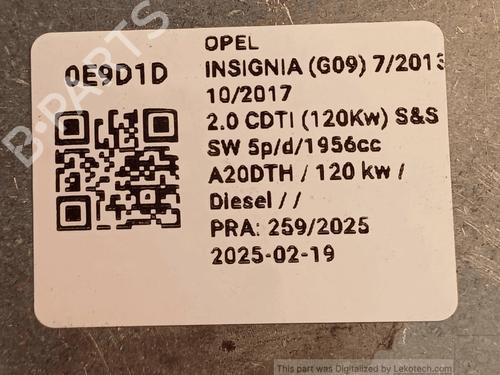 0E9D1D
OPEL
INSIGNIA (G09) 7/2013
10/2017
2.0 CDTI (120Kw) S&S
SW 5p/d/1956cc
A20DTH / 120 kw /
Diesel / /
PRA: 259/2025
2025-02-19
B-PARTS
This part was Digitalized by Lekotech.com